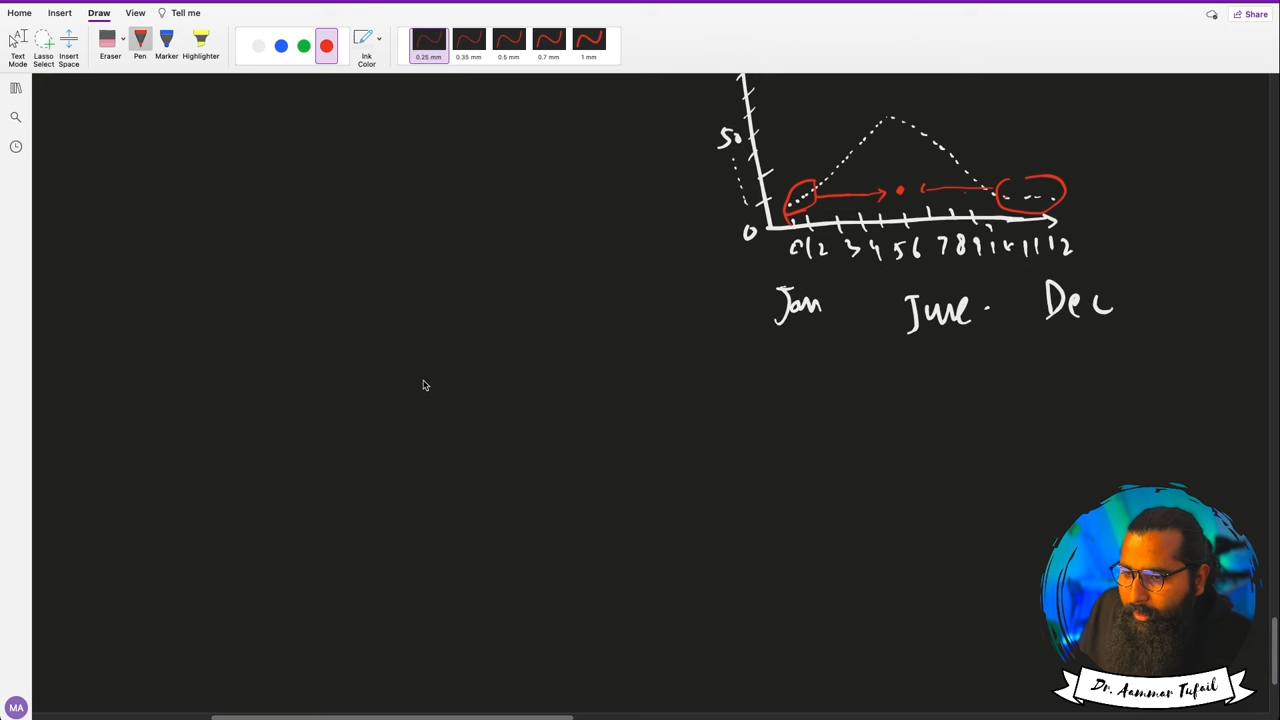 Home Insert Draw View Tell me
Share
Text Mode
Lasso Select
Insert Space
Eraser
Pen
Marker
Highlighter
Ink Color
0.25 mm 0.35 mm 0.5 mm 0.7 mm 1 mm
50
0
2 3 4 5 6 7 8 9 10 11 12
Jan June. Dec
MA
Dr. Aammar Tufail